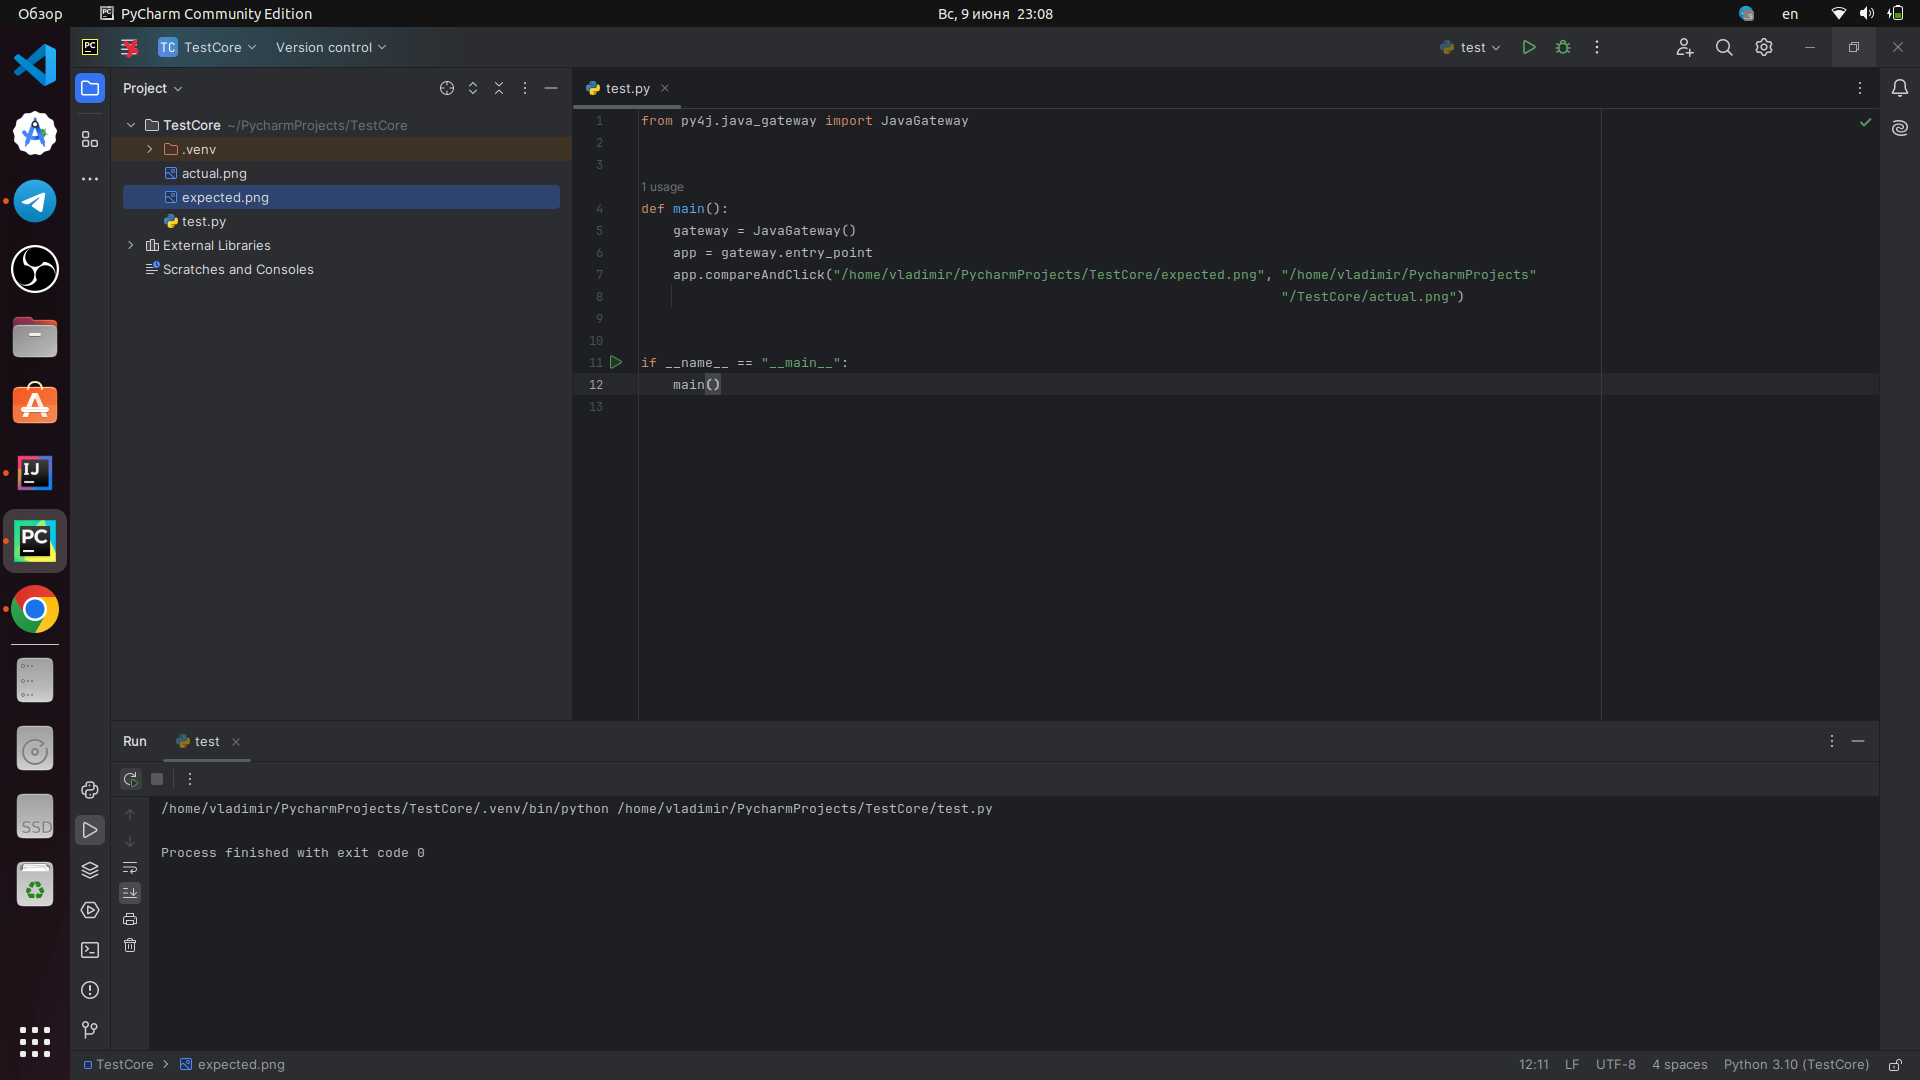 Обзор
PyCharm Community Edition
Вс, 9 июня 23:08
en
PC
TC TestCore
Version control
test
Project
TestCore ~/PycharmProjects/TestCore
.venv
actual.png
expected.png
test.py
External Libraries
Scratches and Consoles
test.py
1 from py4j.java_gateway import JavaGateway
2
3
1 usage
4 def main():
5 gateway = JavaGateway()
6 app = gateway.entry_point
7 app.compareAndClick("/home/vladimir/PycharmProjects/TestCore/expected.png", "/home/vladimir/PycharmProjects"
8 "/TestCore/actual.png")
9
10
11 if __name__ == "__main__":
12 main()
13
IJ
PC
SSD
Run
test
/home/vladimir/PycharmProjects/TestCore/.venv/bin/python /home/vladimir/PycharmProjects/TestCore/test.py
Process finished with exit code 0
TestCore > expected.png
12:11 LF UTF-8 4 spaces Python 3.10 (TestCore)